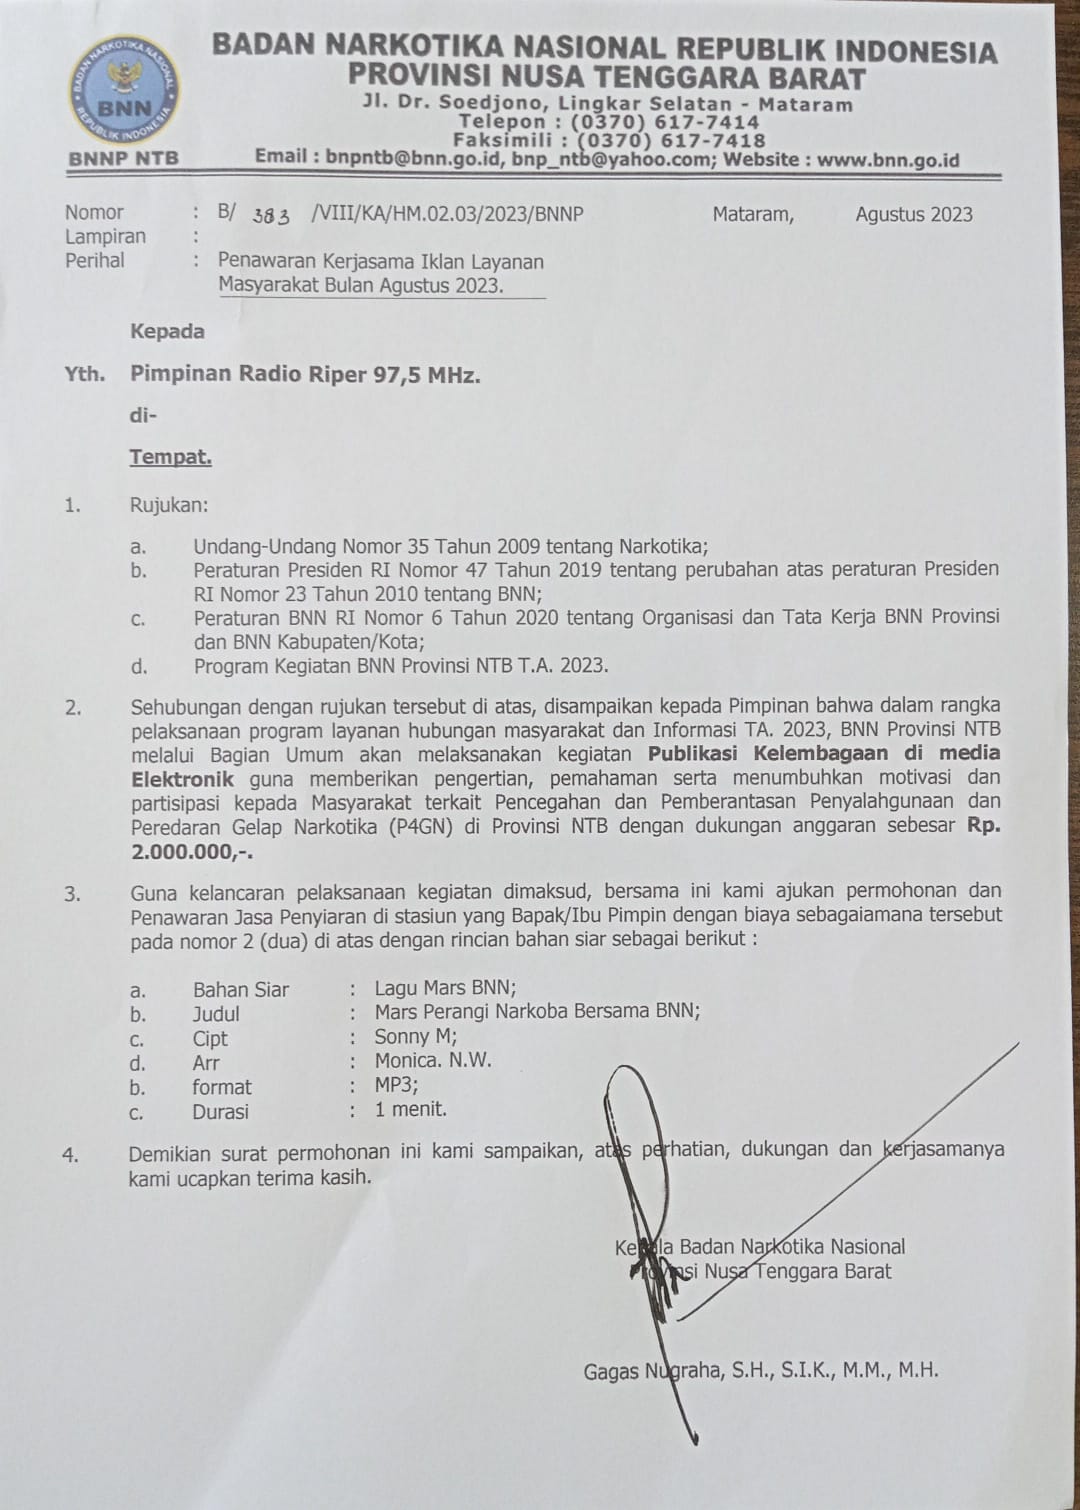 BADAN NARKOTIKA NASIONAL REPUBLIK INDONESIA
PROVINSI NUSA TENGGARA BARAT
Jl. Dr. Soedjono, Lingkar Selatan - Mataram
Telepon : (0370) 617-7414
Faksimili : (0370) 617-7418
Email : bnpntb@bnn.go.id, bnp_ntb@yahoo.com; Website : www.bnn.go.id
BADAN NARKOTIKA NASIONAL
BNN
REPUBLIK INDONESIA
BNNP NTB
Nomor : B/ 383 /VIII/KA/HM.02.03/2023/BNNP Mataram, Agustus 2023
Lampiran :
Perihal : Penawaran Kerjasama Iklan Layanan
Masyarakat Bulan Agustus 2023.
Kepada
Yth. Pimpinan Radio Riper 97,5 MHz.
di-
Tempat.
1. Rujukan:
a. Undang-Undang Nomor 35 Tahun 2009 tentang Narkotika;
b. Peraturan Presiden RI Nomor 47 Tahun 2019 tentang perubahan atas peraturan Presiden
RI Nomor 23 Tahun 2010 tentang BNN;
c. Peraturan BNN RI Nomor 6 Tahun 2020 tentang Organisasi dan Tata Kerja BNN Provinsi
dan BNN Kabupaten/Kota;
d. Program Kegiatan BNN Provinsi NTB T.A. 2023.
2. Sehubungan dengan rujukan tersebut di atas, disampaikan kepada Pimpinan bahwa dalam rangka
pelaksanaan program layanan hubungan masyarakat dan Informasi TA. 2023, BNN Provinsi NTB
melalui Bagian Umum akan melaksanakan kegiatan Publikasi Kelembagaan di media
Elektronik guna memberikan pengertian, pemahaman serta menumbuhkan motivasi dan
partisipasi kepada Masyarakat terkait Pencegahan dan Pemberantasan Penyalahgunaan dan
Peredaran Gelap Narkotika (P4GN) di Provinsi NTB dengan dukungan anggaran sebesar Rp.
2.000.000,-.
3. Guna kelancaran pelaksanaan kegiatan dimaksud, bersama ini kami ajukan permohonan dan
Penawaran Jasa Penyiaran di stasiun yang Bapak/Ibu Pimpin dengan biaya sebagaiamana tersebut
pada nomor 2 (dua) di atas dengan rincian bahan siar sebagai berikut :
a. Bahan Siar : Lagu Mars BNN;
b. Judul : Mars Perangi Narkoba Bersama BNN;
c. Cipt : Sonny M;
d. Arr : Monica. N.W.
b. format : MP3;
c. Durasi : 1 menit.
4. Demikian surat permohonan ini kami sampaikan, atas perhatian, dukungan dan kerjasamanya
kami ucapkan terima kasih.
Kepala Badan Narkotika Nasional
Provinsi Nusa Tenggara Barat
Gagas Nugraha, S.H., S.I.K., M.M., M.H.